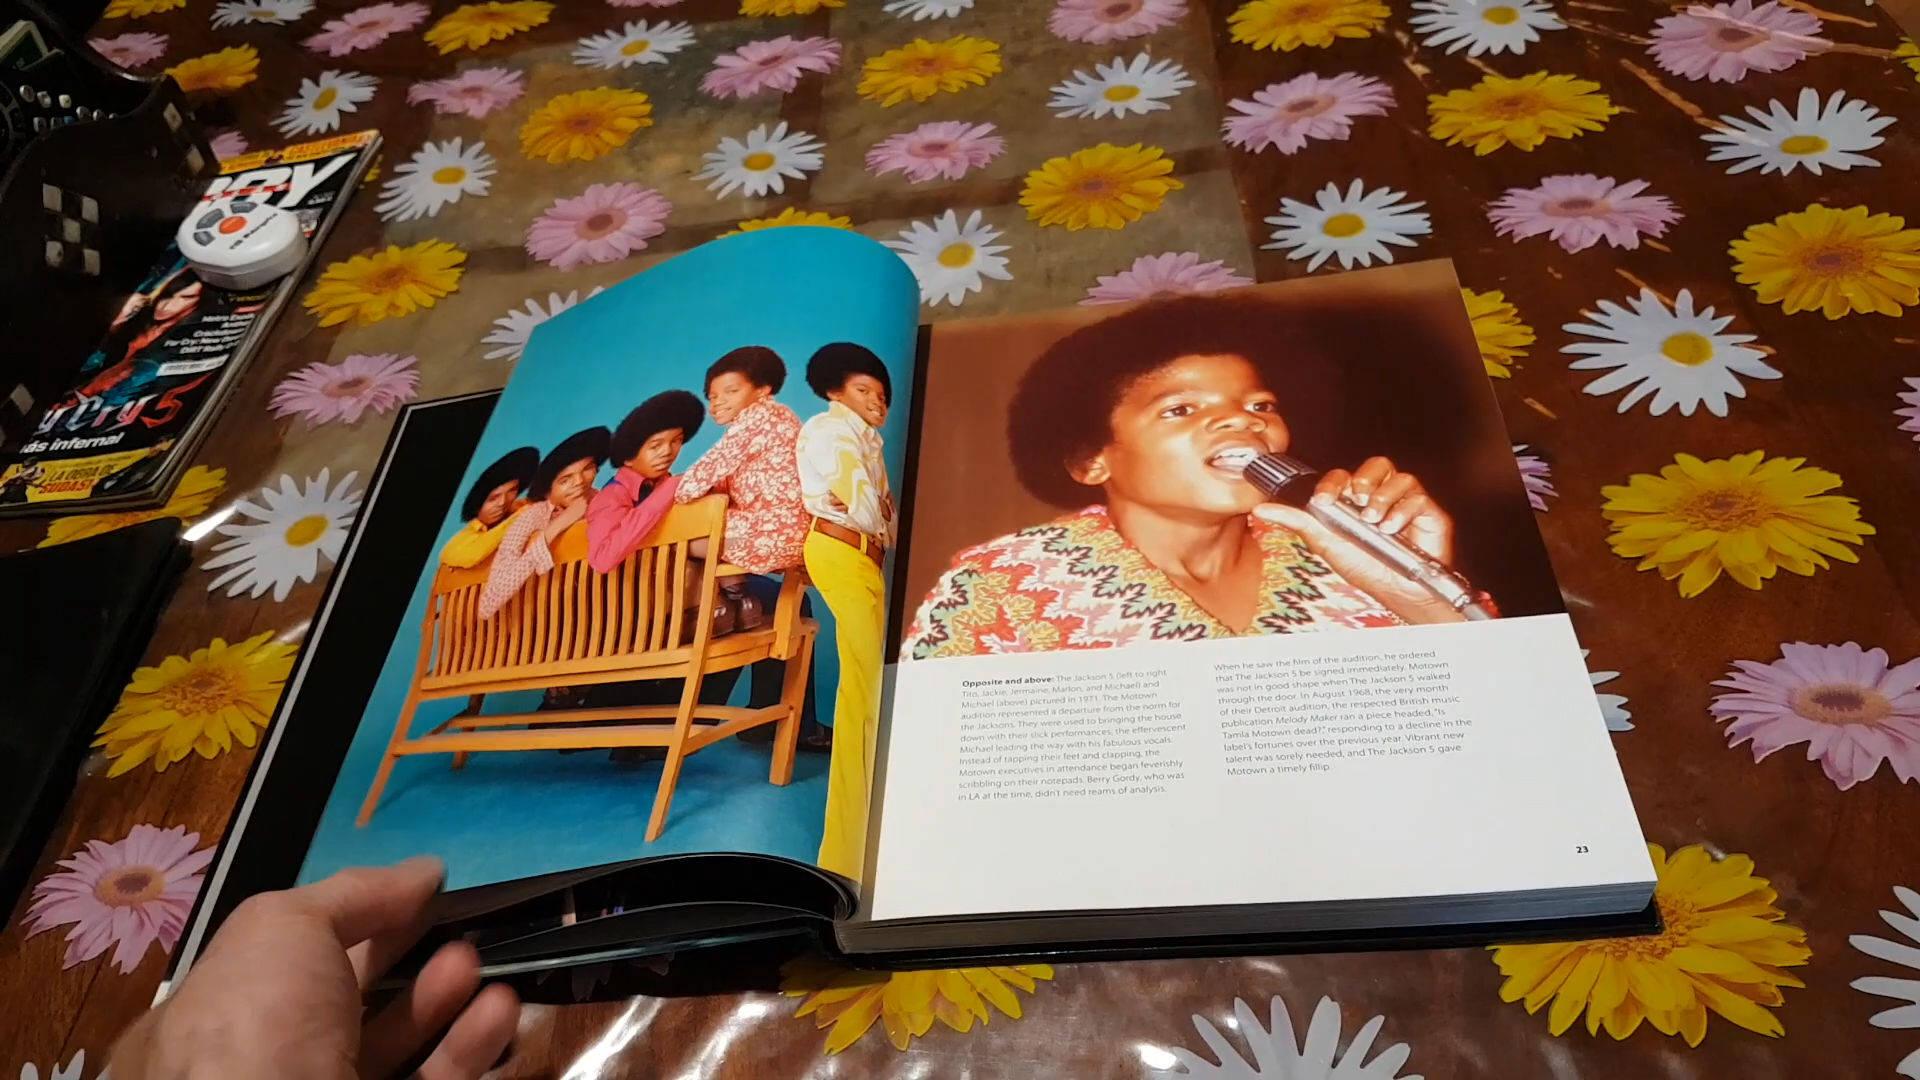 CALIFORNIA!
yCry5
ás infernal
LA OBRA DE
SUDA51
Opposite and above: The Jackson 5 (left to right
Tito, Jackie, Jermaine, Marlon, and Michael) and
Michael (above) pictured in 1971. The Motown
audition represented a departure from the norm for
the Jacksons. They were used to bringing the house
down with their slick performances, the effervescent
Michael leading the way with his fabulous vocals.
Instead of tapping their feet and clapping, the
Motown executives in attendance began feverishly
scribbling on their notepads. Berry Gordy, who was
in LA at the time, didn't need reams of analysis.
When he saw the film of the audition, he ordered
that The Jackson 5 be signed immediately. Motown
was not in good shape when The Jackson 5 walked
through the door. In August 1968, the very month
of their Detroit audition, the respected British music
publication Melody Maker ran a piece headed, "Is
Tamla Motown dead?," responding to a decline in the
label's fortunes over the previous year. Vibrant new
talent was sorely needed, and The Jackson 5 gave
Motown a timely fillip.
23